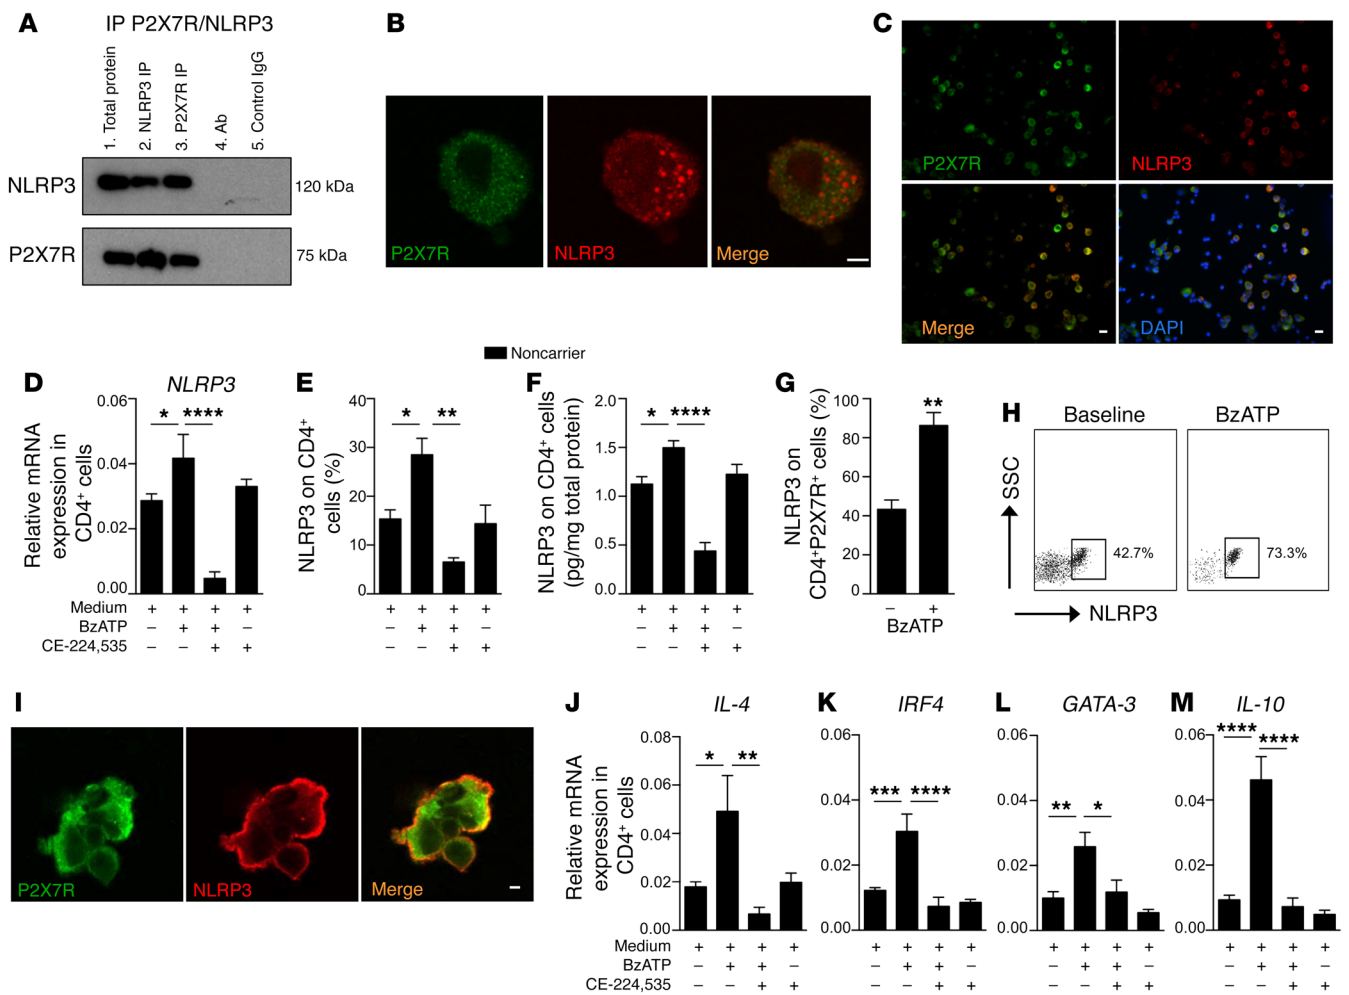 A
IP P2X7R/NLRP3
1. Total protein
2. NLRP3 IP
3. P2X7R IP
4. Ab
5. Control IgG
NLRP3
120 kDa
P2X7R
75 kDa
B
P2X7R
NLRP3
Merge
C
P2X7R
NLRP3
Merge
DAPI
Noncarrier
D
NLRP3
Relative mRNA
expression in
CD4+ cells
0.06
0.04
0.02
0.00
* ****
Medium + + + +
BzATP – + + –
CE-224,535 – – + +
E
NLRP3 on CD4+
cells (%)
40
30
20
10
0
* **
+ + + +
– + + –
– – + +
F
NLRP3 on CD4+ cells
(pg/mg total protein)
2.0
1.5
1.0
0.5
0.0
* ****
+ + + +
– + + –
– – + +
G
NLRP3 on
CD4+P2X7R+ cells (%)
100
80
60
40
20
0
**
– +
BzATP
H
Baseline
BzATP
SSC
42.7%
73.3%
NLRP3
I
P2X7R
NLRP3
Merge
J
IL-4
Relative mRNA
expression in
CD4+ cells
0.08
0.06
0.04
0.02
0.00
* **
Medium + + + +
BzATP – + + –
CE-224,535 – – + –
K
IRF4
0.06
0.04
0.02
0.00
*** ****
+ + + +
– + + –
– – + –
L
GATA-3
0.06
0.04
0.02
0.00
** *
+ + + +
– + + –
– – + +
M
IL-10
0.06
0.04
0.02
0.00
**** ****
+ + + +
– + + –
– – + +